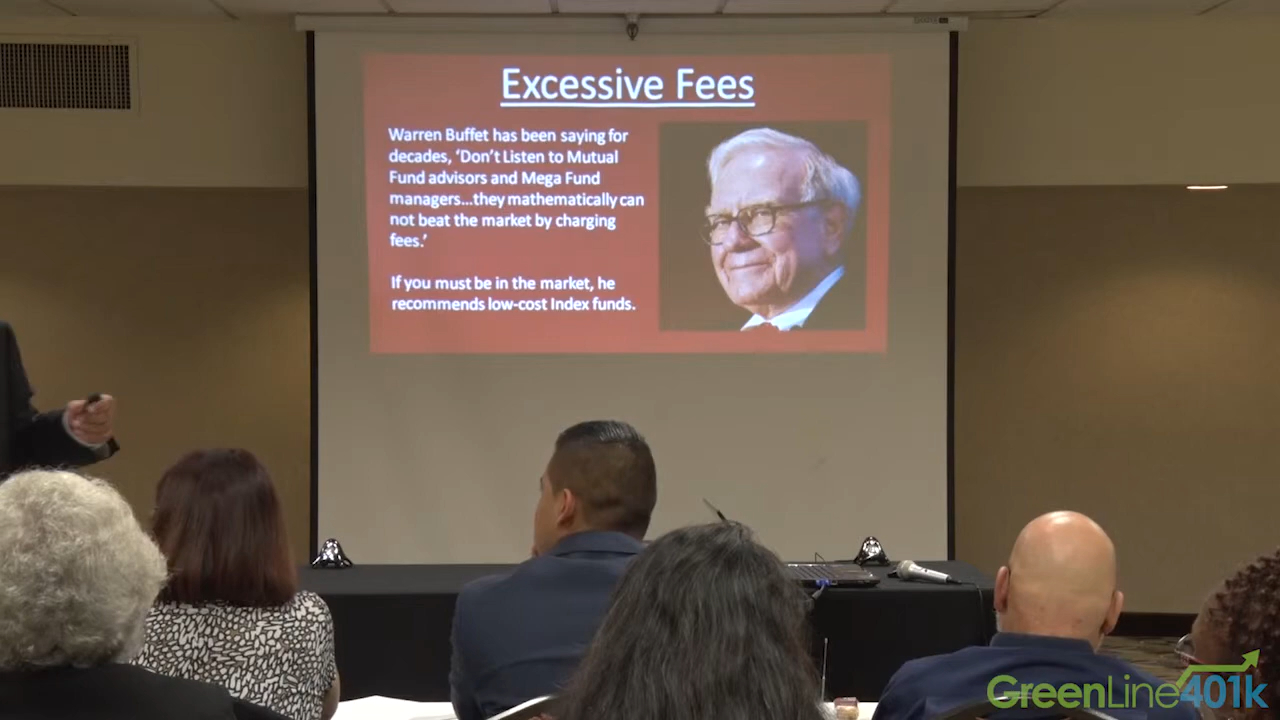 Excessive Fees
Warren Buffet has been saying for
decades, ‘Don’t Listen to Mutual
Fund advisors and Mega Fund
managers…they mathematically can
not beat the market by charging
fees.’
If you must be in the market, he
recommends low-cost Index funds.
GreenLine401k